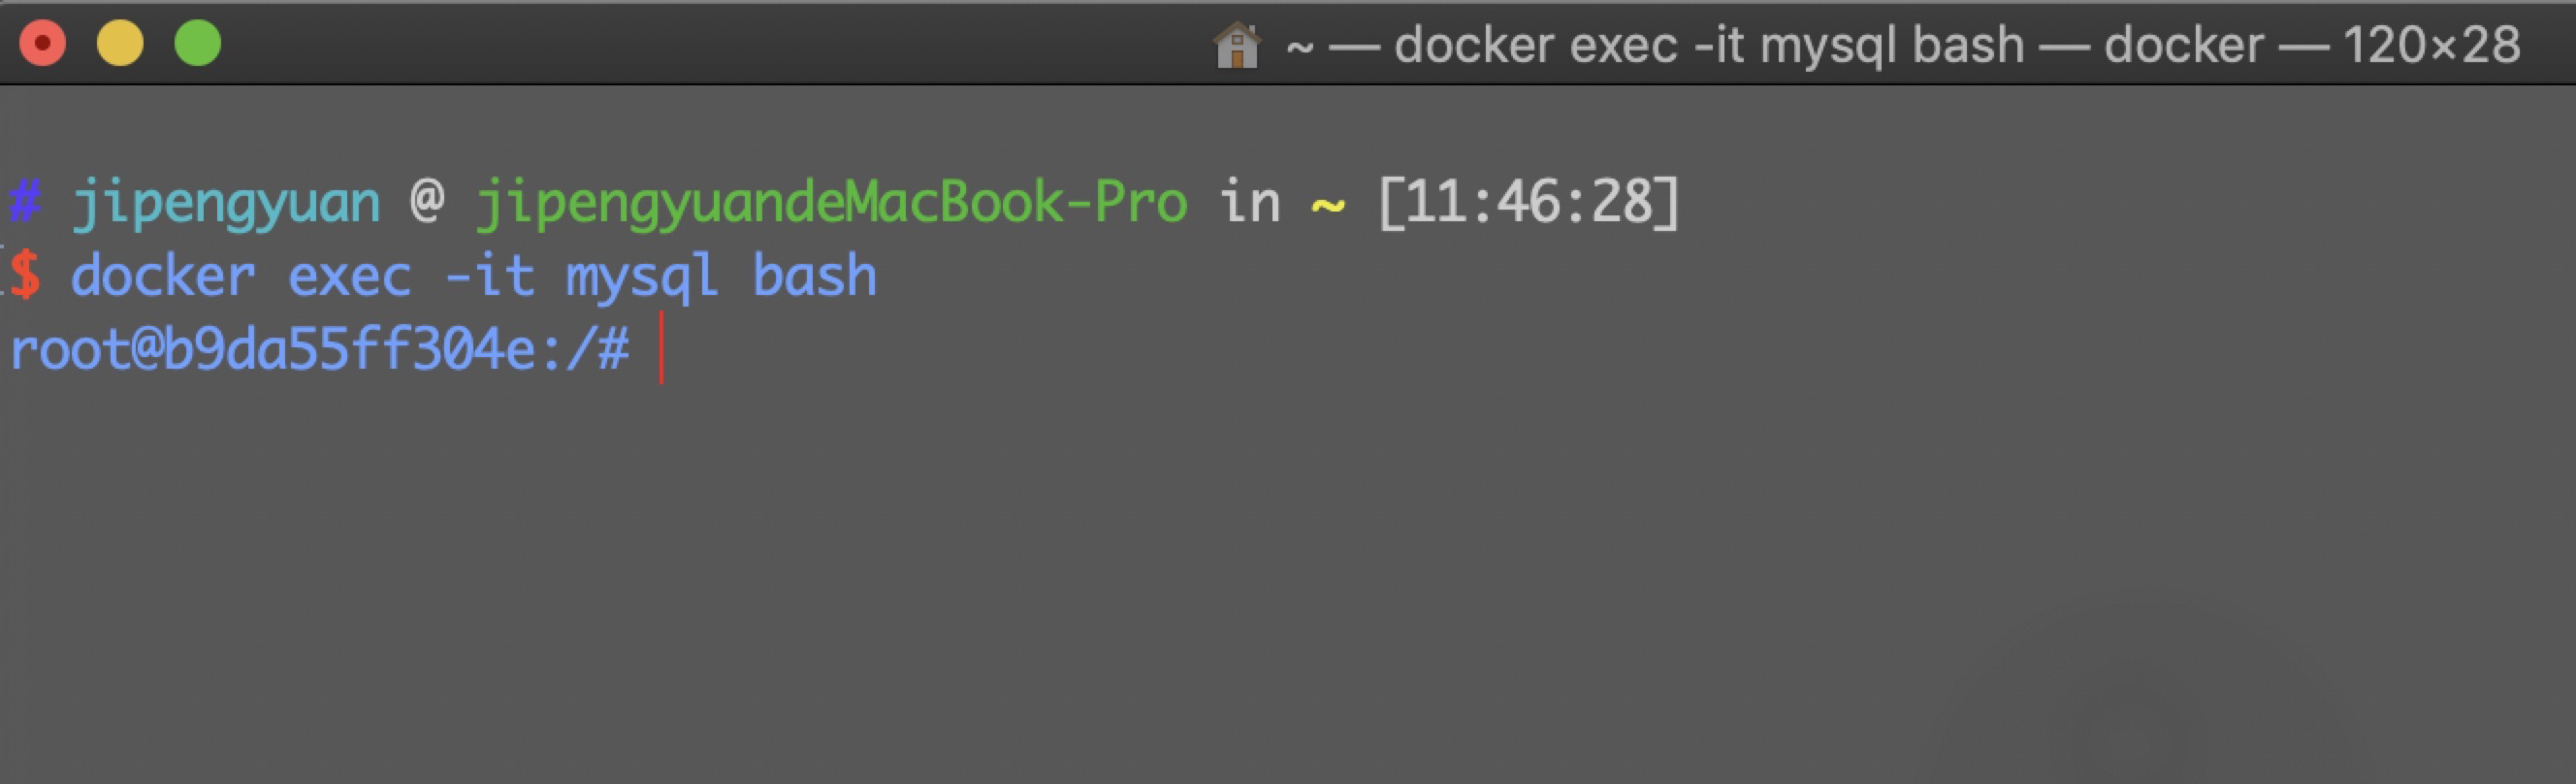 ~ — docker exec -it mysql bash — docker — 120×28
# jipengyuan @ jipengyuandeMacBook-Pro in ~ [11:46:28]
$ docker exec -it mysql bash
root@b9da55ff304e:/#